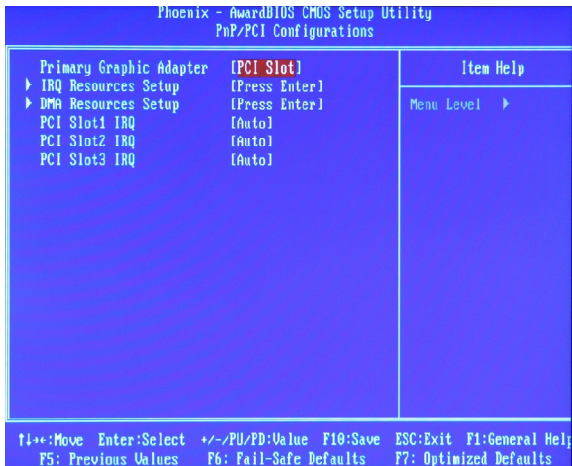 Phoenix - AwardBIOS CMOS Setup Utility
PnP/PCI Configurations
Primary Graphic Adapter [PCI Slot]
▶ IRQ Resources Setup [Press Enter]
▶ DMA Resources Setup [Press Enter]
PCI Slot1 IRQ [Auto]
PCI Slot2 IRQ [Auto]
PCI Slot3 IRQ [Auto]
Item Help
Menu Level ▶
↑↓→←:Move Enter:Select +/-/PU/PD:Value F10:Save ESC:Exit F1:General Help
F5: Previous Values F6: Fail-Safe Defaults F7: Optimized Defaults